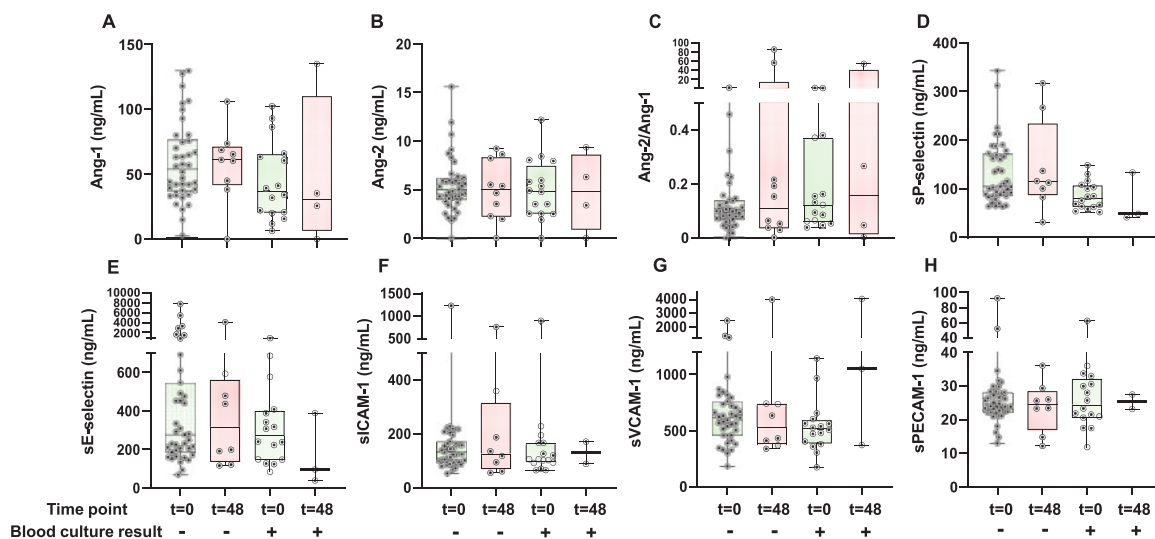 A
Ang-1 (ng/mL)
150
100
50
0
B
Ang-2 (ng/mL)
20
15
10
5
0
C
Ang-2/Ang-1
100
80
60
40
20
0.4
0.2
0.0
D
sP-selectin (ng/mL)
400
300
200
100
0
E
sE-selectin (ng/mL)
10000
8000
6000
4000
2000
600
400
200
0
F
sICAM-1 (ng/mL)
1500
1000
500
400
200
0
G
sVCAM-1 (ng/mL)
4000
3000
2000
1000
500
0
H
sPECAM-1 (ng/mL)
100
80
60
40
30
20
10
0
Time point t=0 t=48 t=0 t=48 t=0 t=48 t=0 t=48 t=0 t=48 t=0 t=48 t=0 t=48 t=0 t=48
Blood culture result - - + + - - + + - - + + - - + +